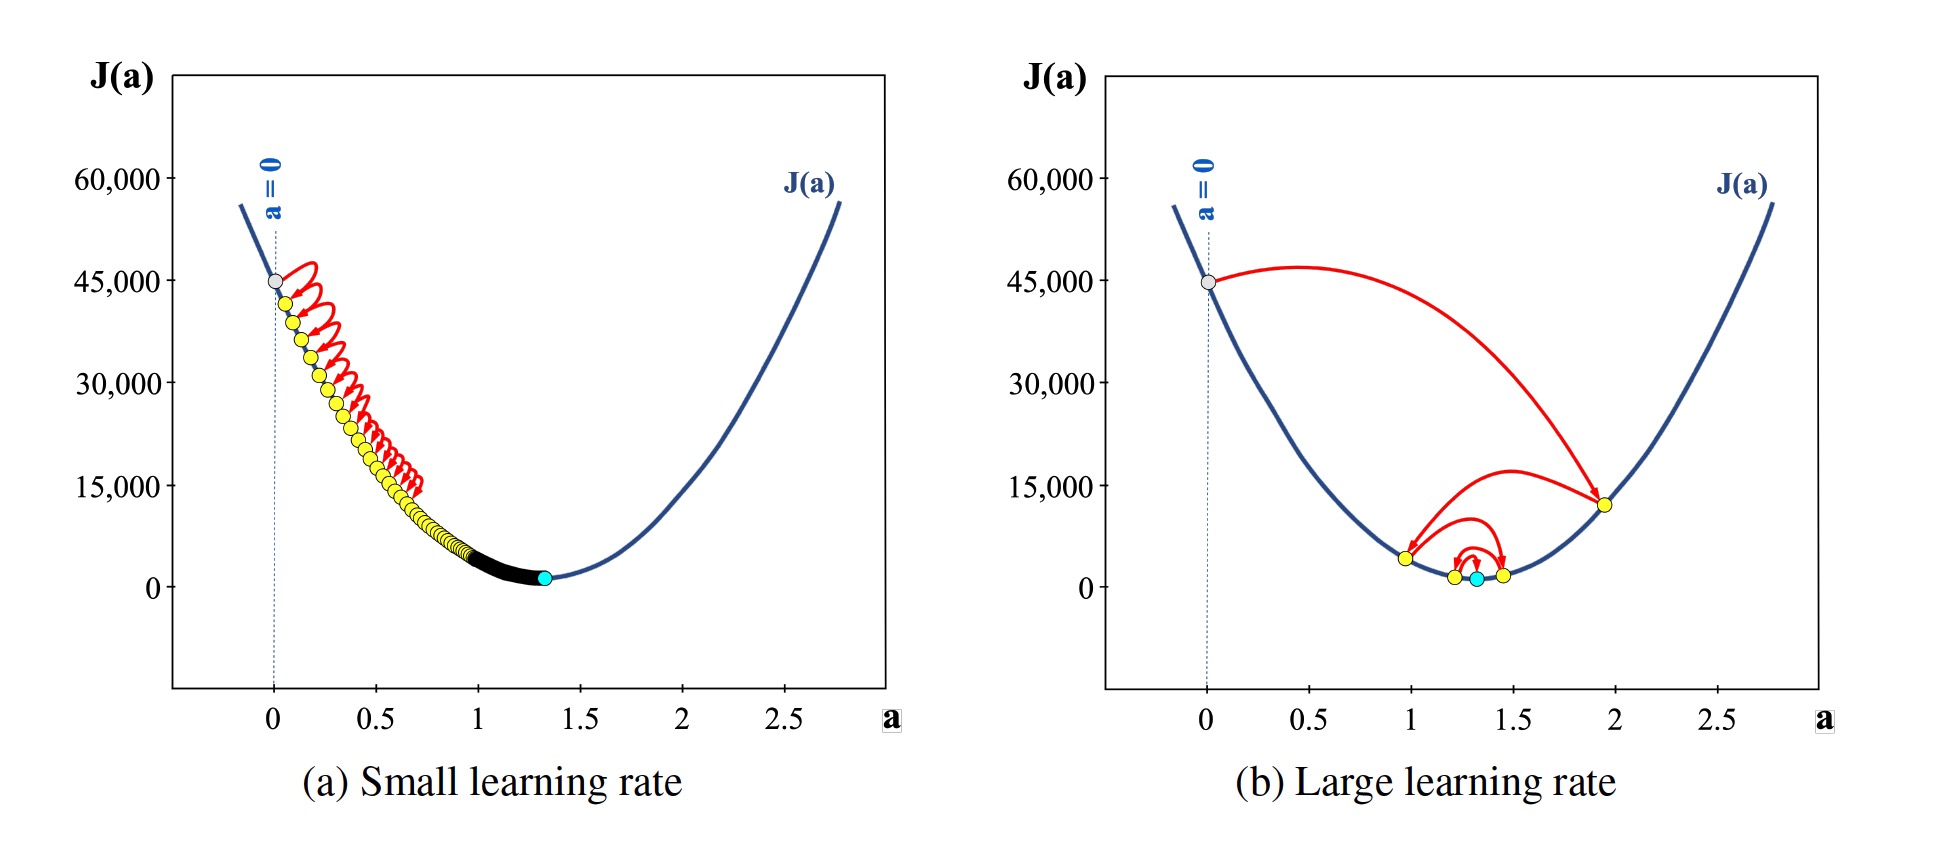 J(a)
60,000
45,000
30,000
15,000
0
a = 0
J(a)
0 0.5 1 1.5 2 2.5 a
(a) Small learning rate
J(a)
60,000
45,000
30,000
15,000
0
a = 0
J(a)
0 0.5 1 1.5 2 2.5 a
(b) Large learning rate